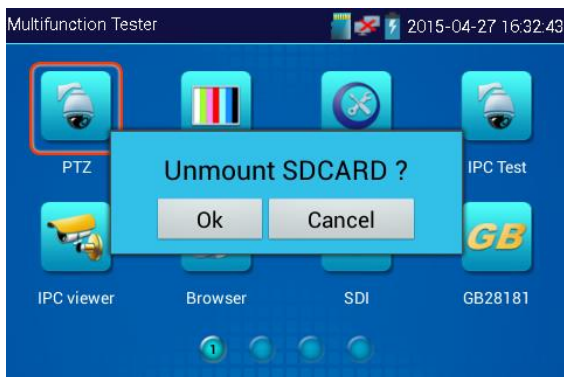 Multifunction Tester 2015-04-27 16:32:43
PTZ IPC Test
Unmount SDCARD ?
Ok Cancel
GB
IPC viewer Browser SDI GB28181
1